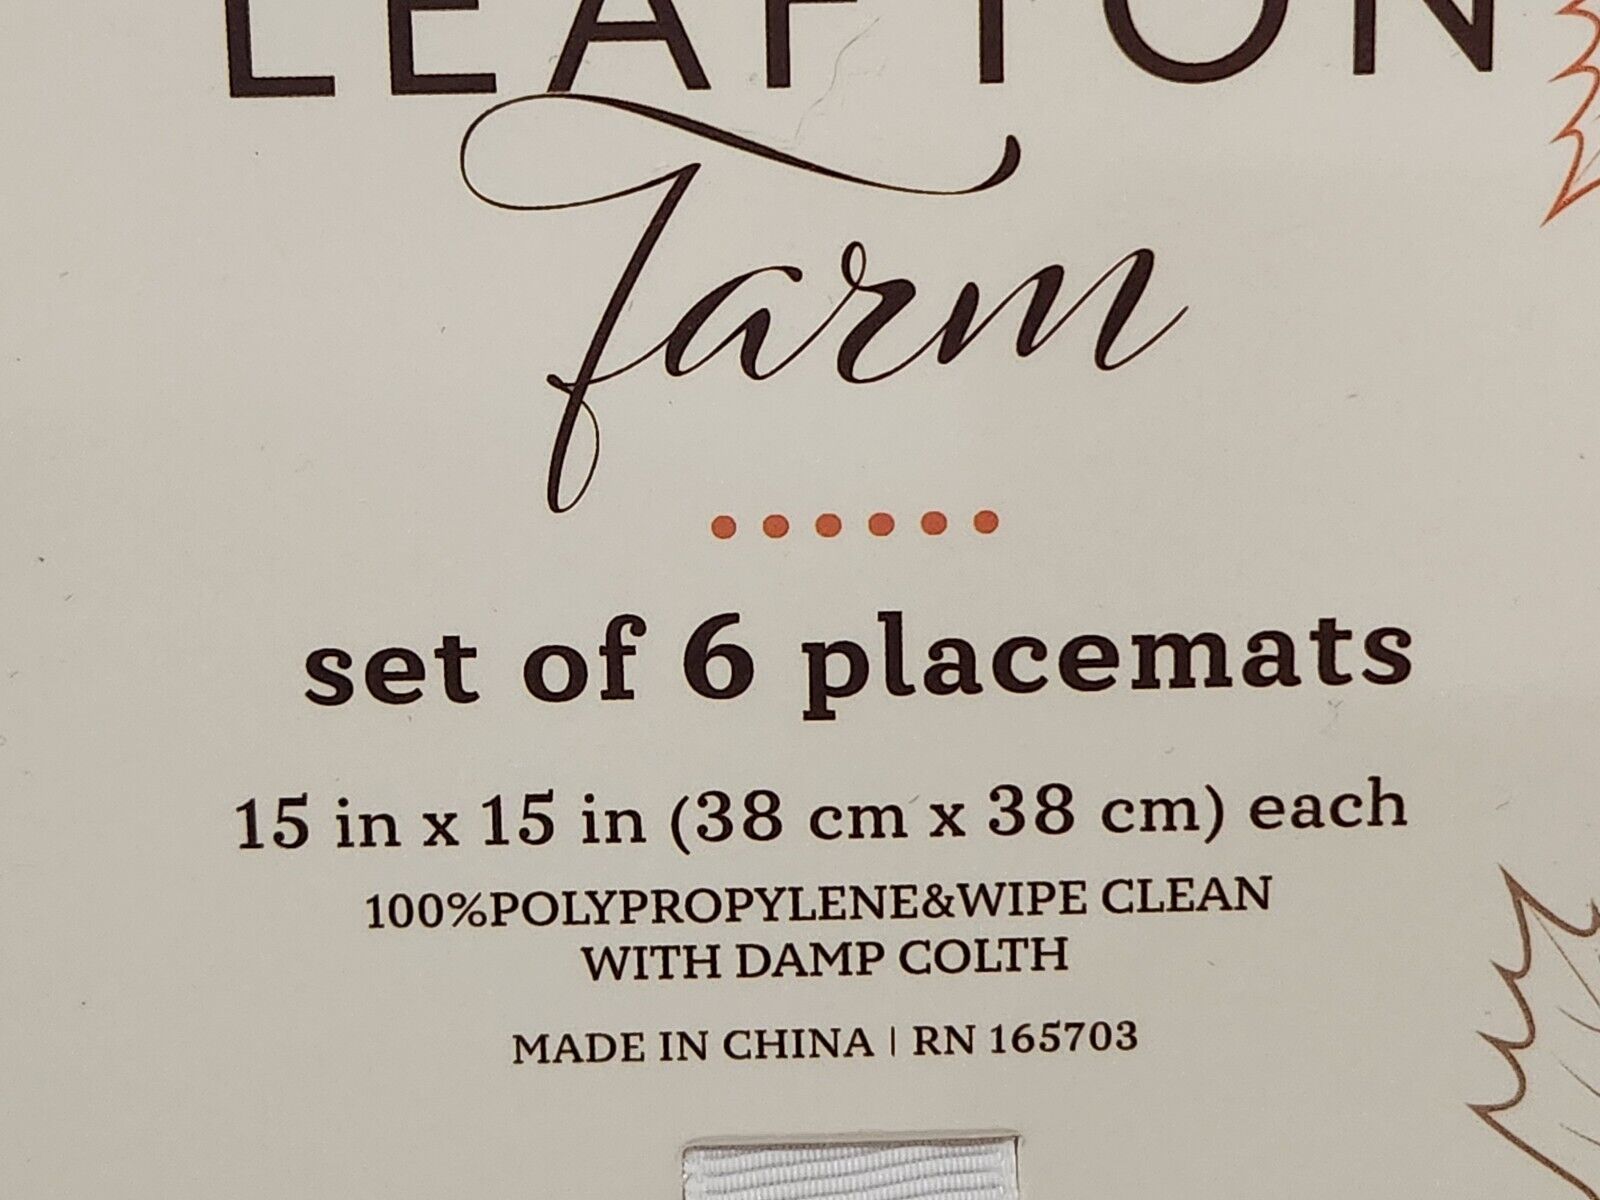 LEAFTON
Farm
set of 6 placemats
15 in x 15 in (38 cm x 38 cm) each
100%POLYPROPYLENE&WIPE CLEAN
WITH DAMP COLTH
MADE IN CHINA | RN 165703